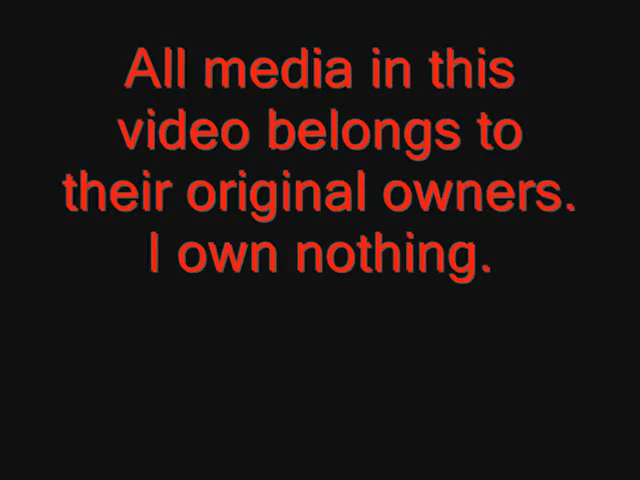 All media in this
video belongs to
their original owners.
I own nothing.